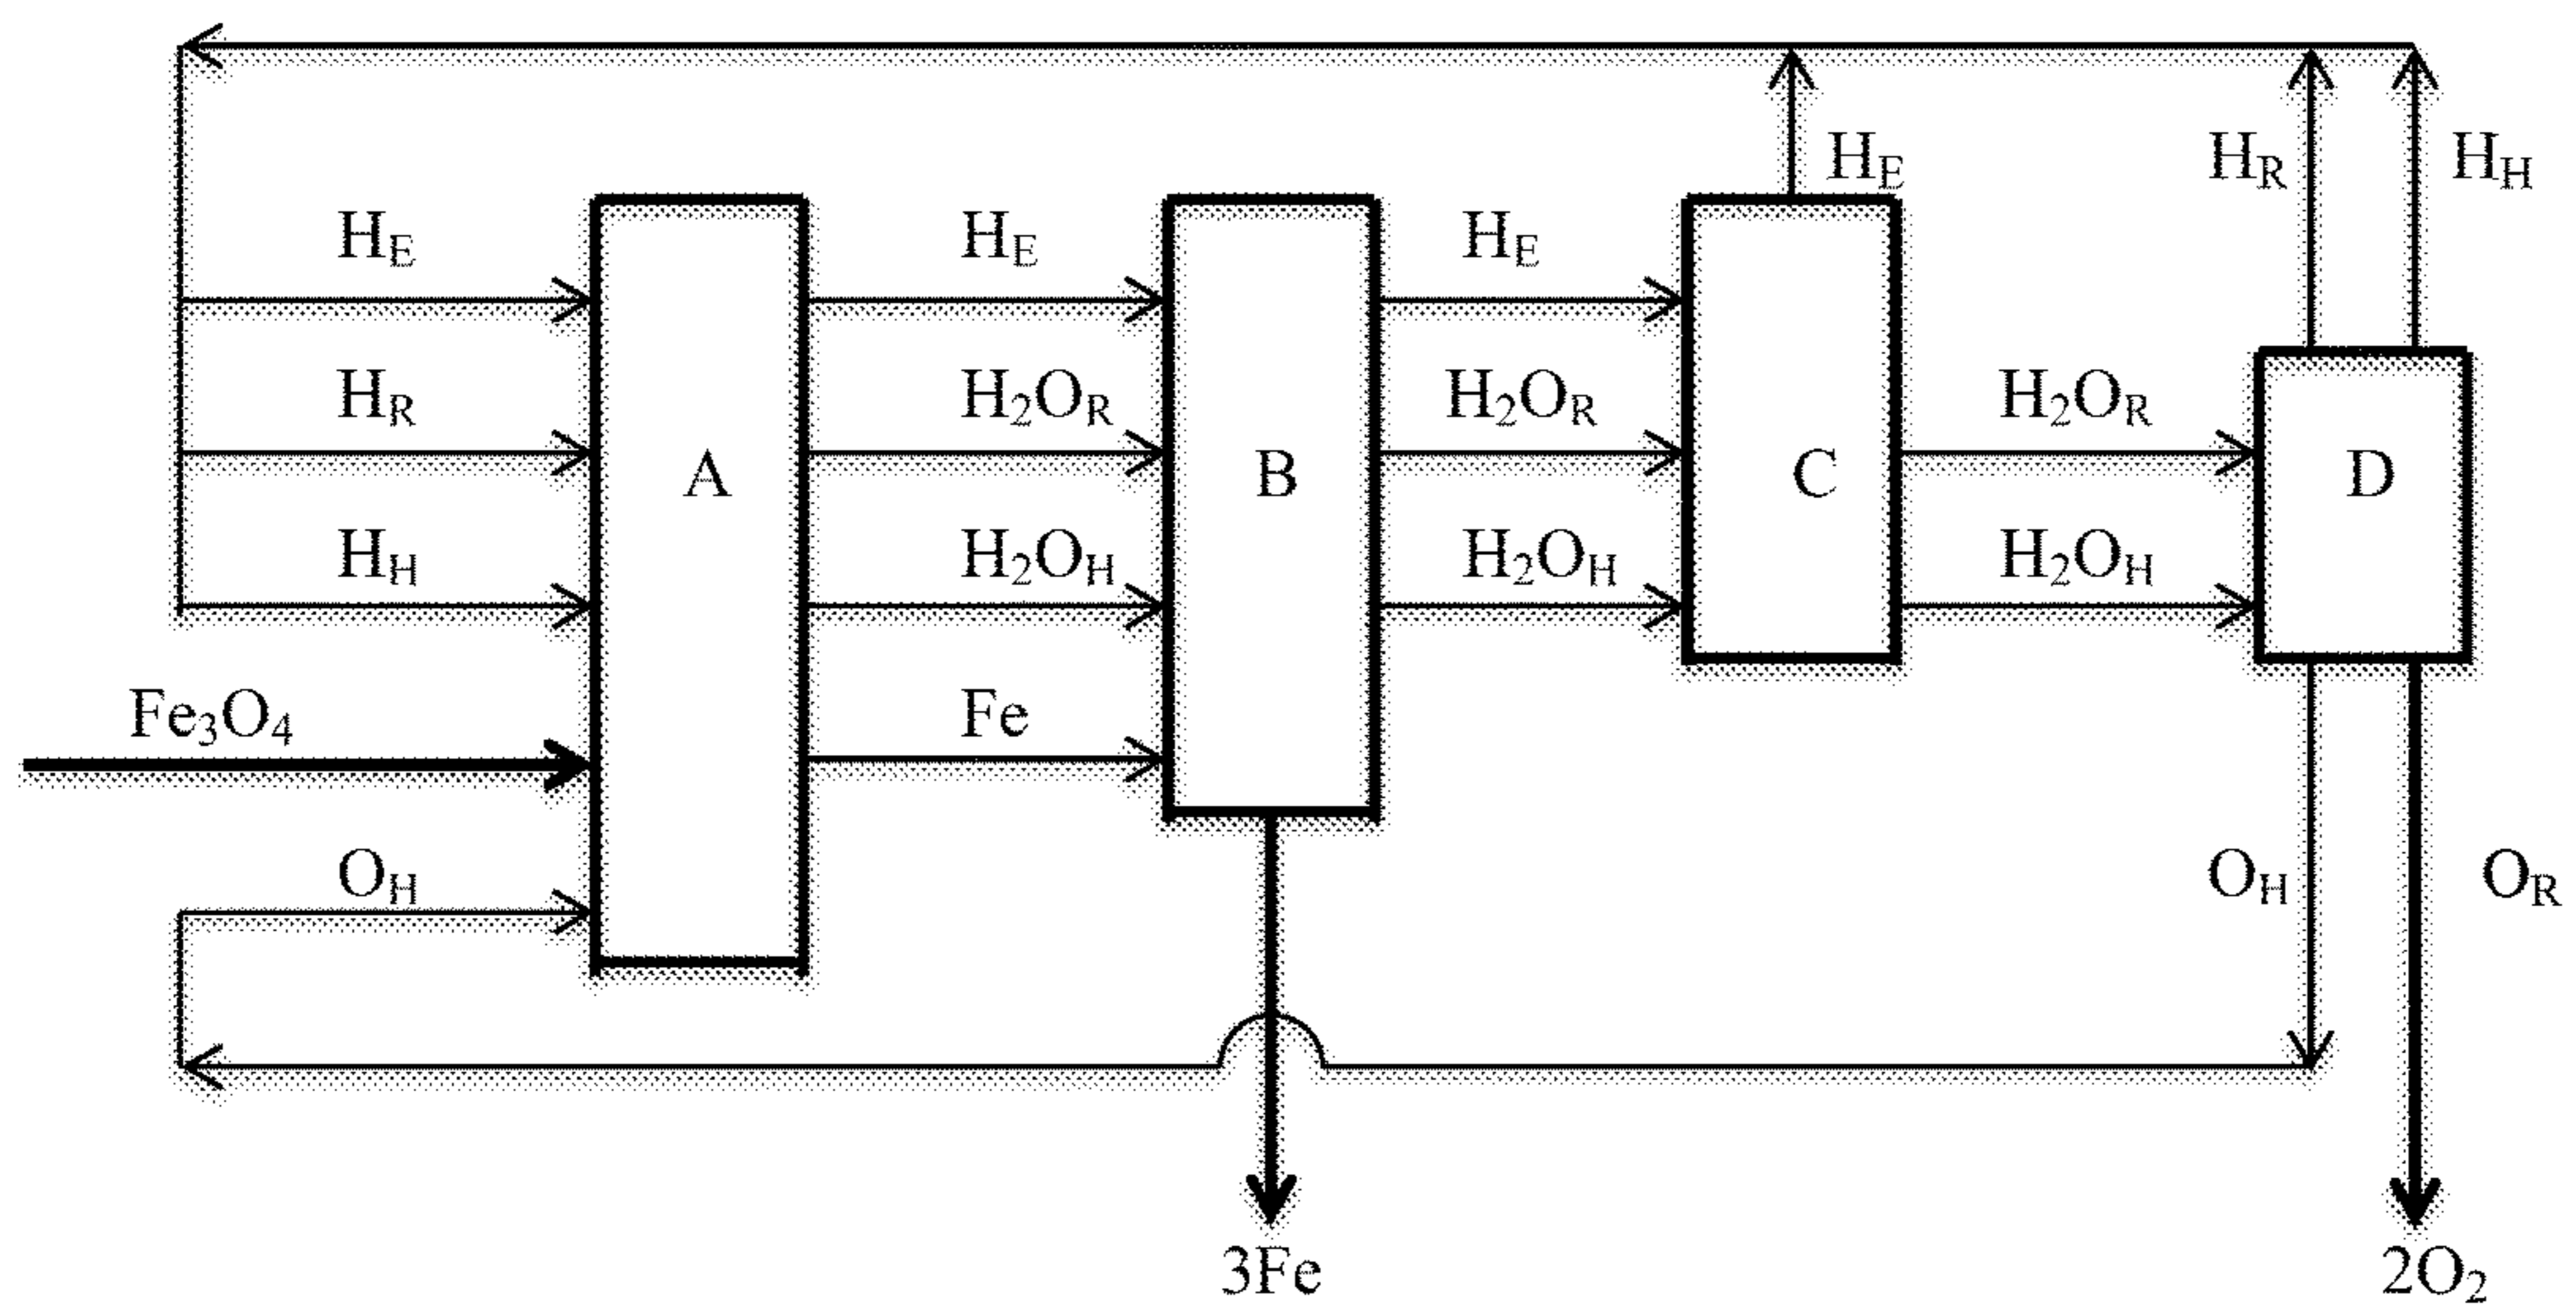 H_E H_R H_H
H_E H_E H_E
H_R H₂O_R H₂O_R H₂O_R
A B C D
H_H H₂O_H H₂O_H H₂O_H
Fe₃O₄ Fe
O_H O_H O_R
3Fe 2O₂